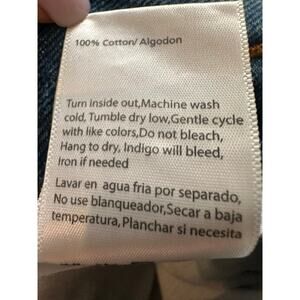 100% Cotton/ Algodon
Turn inside out,Machine wash
cold, Tumble dry low,Gentle cycle
with like colors,Do not bleach,
Hang to dry, Indigo will bleed,
Iron if needed
Lavar en agua fria por separado,
No use blanqueador,Secar a baja
temperatura, Planchar si necesita